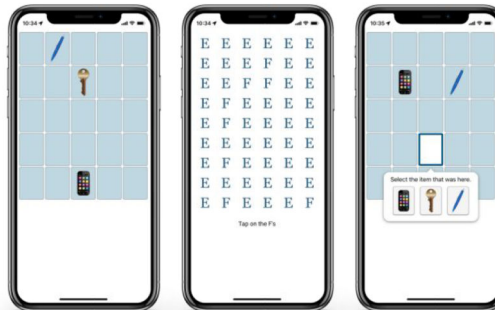 10:34
10:34
E E E E E E
E E E F E E
E E F F E E
E F E E E E
E F E E E E
E E E E E E
E F E E E E
E E E E E E
E F E E E F
Tap on the F's
10:35
Select the item that was here.